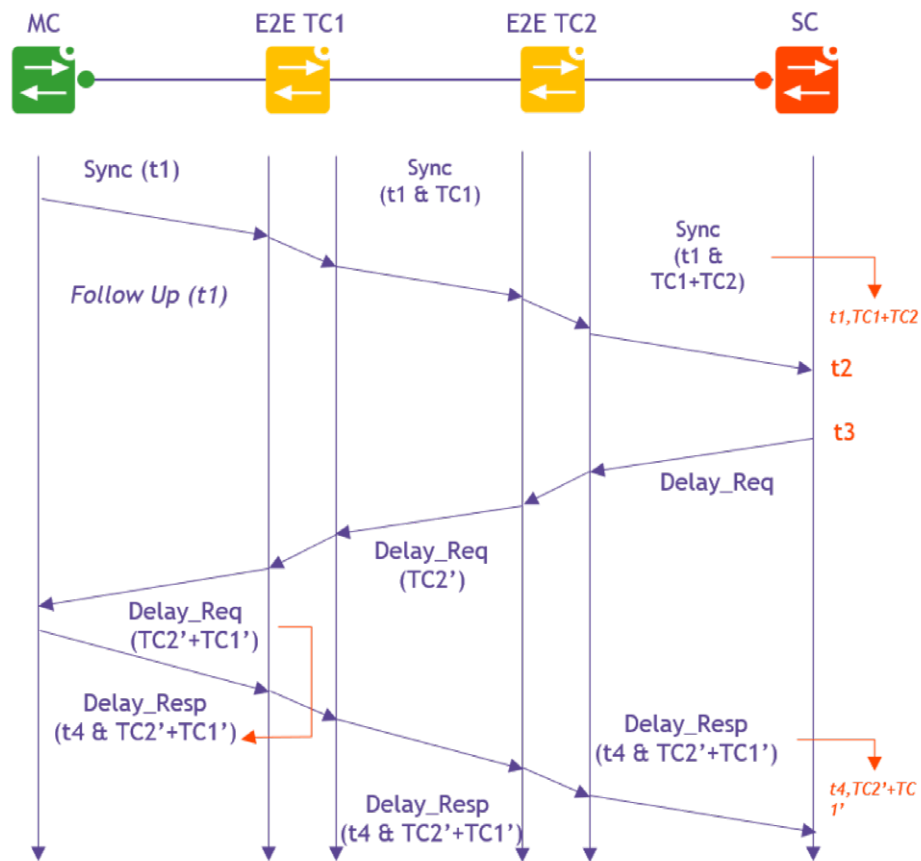 MC
E2E TC1
E2E TC2
SC
Sync (t1)
Sync
(t1 & TC1)
Sync
(t1 &
TC1+TC2)
Follow Up (t1)
t1,TC1+TC2
t2
t3
Delay_Req
Delay_Req
(TC2’)
Delay_Req
(TC2’+TC1’)
Delay_Resp
(t4 & TC2’+TC1’)
Delay_Resp
(t4 & TC2’+TC1’)
t4,TC2’+TC
1’
Delay_Resp
(t4 & TC2’+TC1’)